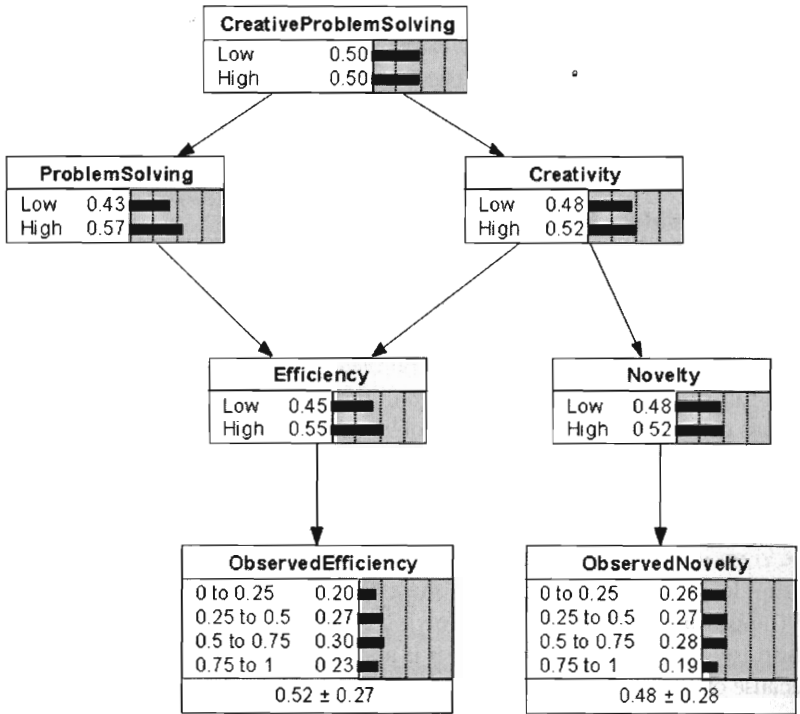 CreativeProblemSolving
Low 0.50
High 0.50
ProblemSolving
Low 0.43
High 0.57
Creativity
Low 0.48
High 0.52
Efficiency
Low 0.45
High 0.55
Novelty
Low 0.48
High 0 52
ObservedEfficiency
0 to 0.25 0.20
0.25 to 0.5 0.27
0.5 to 0.75 0.30
0.75 to 1 0 23
0.52 ± 0.27
ObservedNovelty
0 to 0.25 0.26
0.25 to 0.5 0.27
0.5 to 0.75 0.28
0.75 to 1 0.19
0.48 ± 0.28